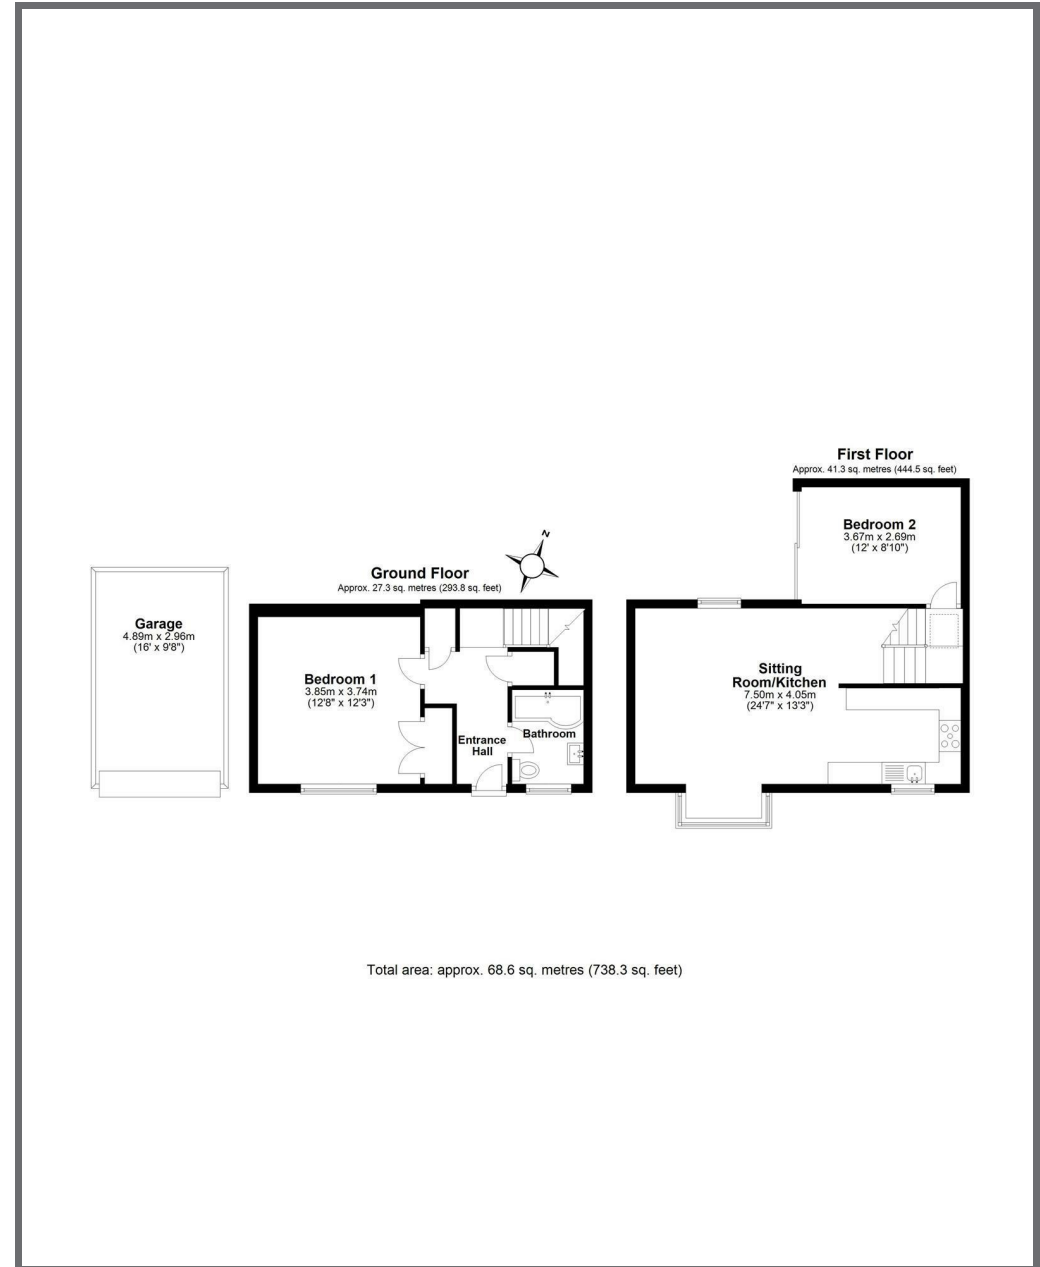 First Floor
Approx. 41.3 sq. metres (444.5 sq. feet)
Bedroom 2
3.67m x 2.69m
(12' x 8'10")
N
Ground Floor
Approx. 27.3 sq. metres (293.8 sq. feet)
Garage
4.89m x 2.96m
(16' x 9'8")
Bedroom 1
3.85m x 3.74m
(12'8" x 12'3")
Entrance
Hall
Bathroom
Sitting
Room/Kitchen
7.50m x 4.05m
(24'7" x 13'3")
Total area: approx. 68.6 sq. metres (738.3 sq. feet)